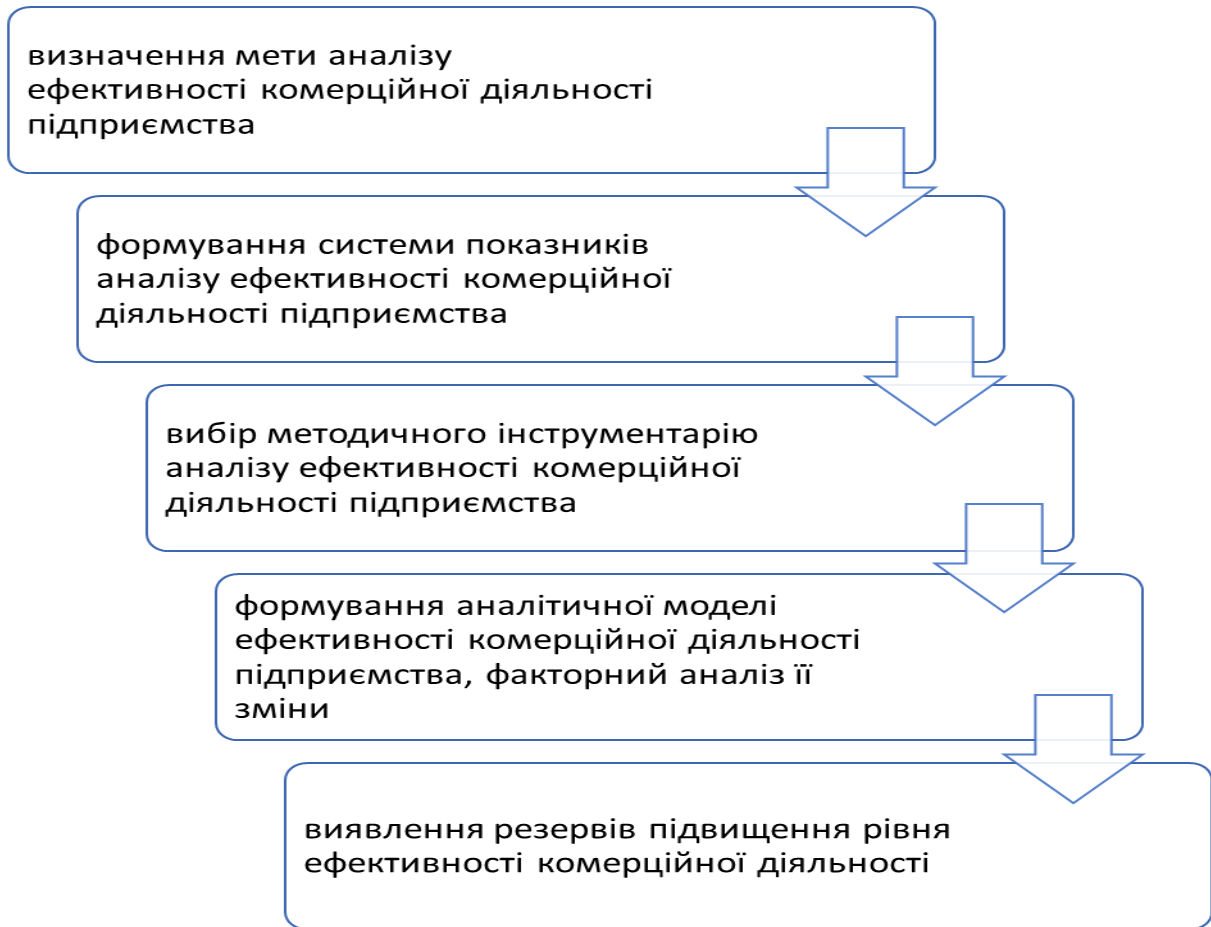 визначення мети аналізу
ефективності комерційної діяльності
підприємства
формування системи показників
аналізу ефективності комерційної
діяльності підприємства
вибір методичного інструментарію
аналізу ефективності комерційної
діяльності підприємства
формування аналітичної моделі
ефективності комерційної діяльності
підприємства, факторний аналіз її
зміни
виявлення резервів підвищення рівня
ефективності комерційної діяльності